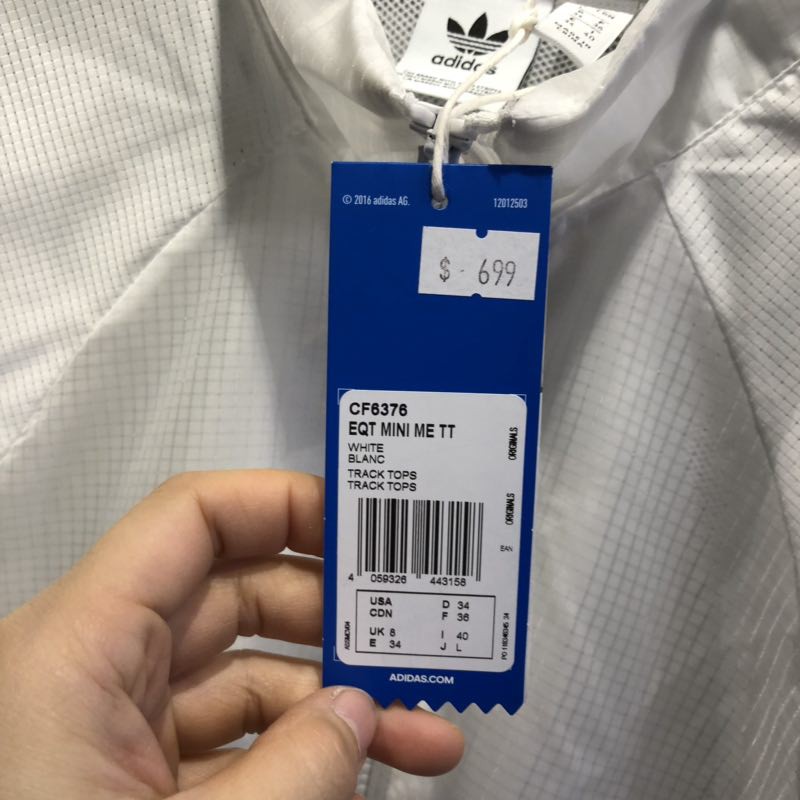 adidas
© 2016 adidas AG.
12012503
$ - 699
CF6376
EQT MINI ME TT
WHITE
BLANC
TRACK TOPS
TRACK TOPS
ORIGINALS
ORIGINALS
EAN
4 059326 443158
USA
CDN
UK 8
E 34
D 34
F 36
I 40
J L
ADIDAS.COM